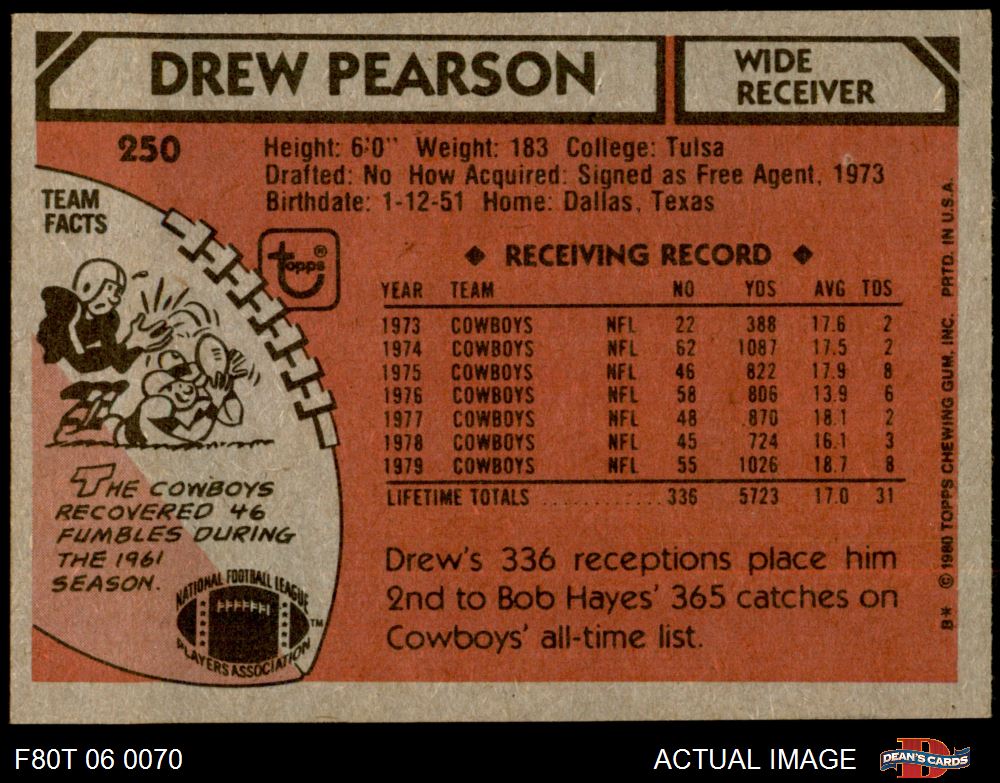 DREW PEARSON
WIDE
RECEIVER
250
Height: 6'0" Weight: 183 College: Tulsa
Drafted: No How Acquired: Signed as Free Agent, 1973
Birthdate: 1-12-51 Home: Dallas, Texas
TEAM
FACTS
topps®
◆ RECEIVING RECORD ◆
YEAR TEAM NO YDS AVG TDS
1973 COWBOYS NFL 22 388 17.6 2
1974 COWBOYS NFL 62 1087 17.5 2
1975 COWBOYS NFL 46 822 17.9 8
1976 COWBOYS NFL 58 806 13.9 6
1977 COWBOYS NFL 48 870 18.1 2
1978 COWBOYS NFL 45 724 16.1 3
1979 COWBOYS NFL 55 1026 18.7 8
LIFETIME TOTALS ............. 336 5723 17.0 31
THE COWBOYS
RECOVERED 46
FUMBLES DURING
THE 1961
SEASON.
NATIONAL FOOTBALL LEAGUE
PLAYERS ASSOCIATION
TM
Drew's 336 receptions place him
2nd to Bob Hayes' 365 catches on
Cowboys' all-time list.
B* © 1980 TOPPS CHEWING GUM, INC. PRTD. IN U.S.A.
F80T 06 0070
ACTUAL IMAGE
DEAN'S CARDS